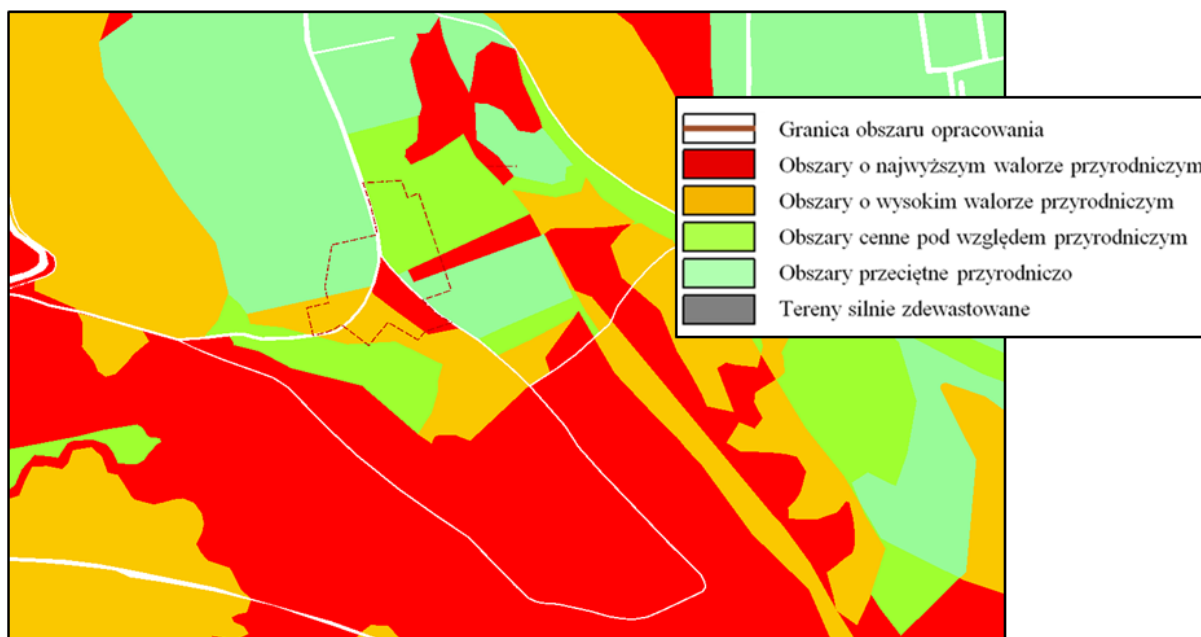 Granica obszaru opracowania
Obszary o najwyższym walorze przyrodniczym
Obszary o wysokim walorze przyrodniczym
Obszary cenne pod względem przyrodniczym
Obszary przeciętne przyrodniczo
Tereny silnie zdewastowane